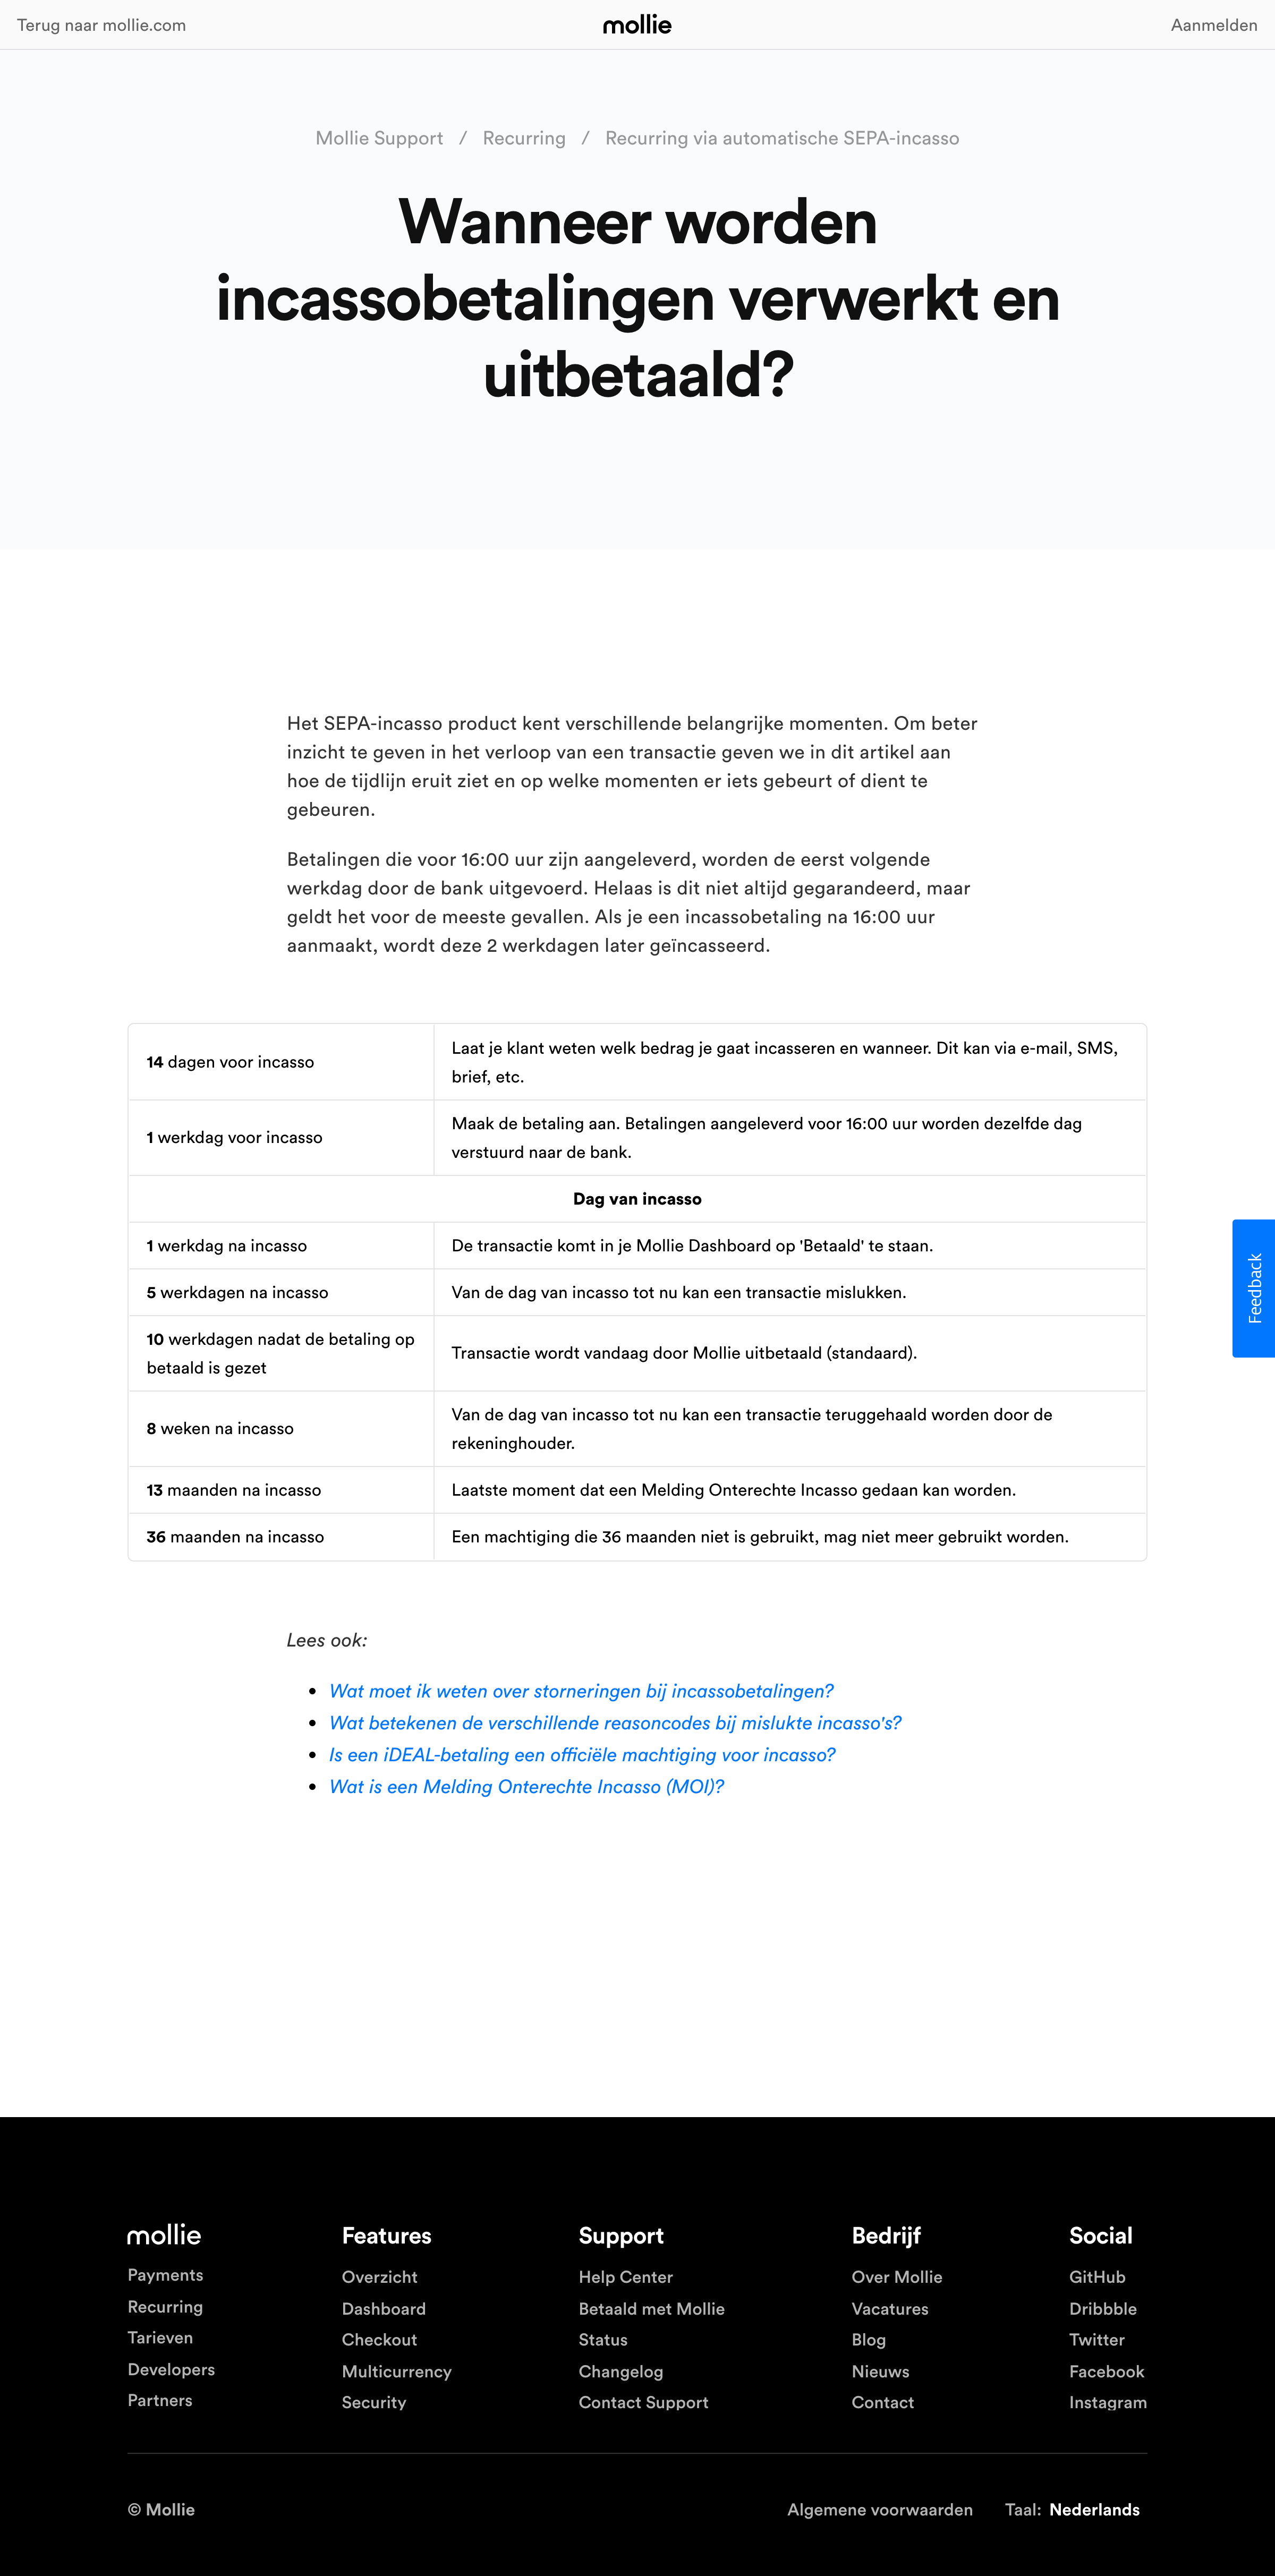 Terug naar mollie.com
mollie
Aanmelden
Mollie Support / Recurring / Recurring via automatische SEPA-incasso
Wanneer worden
incassobetalingen verwerkt en
uitbetaald?
Het SEPA-incasso product kent verschillende belangrijke momenten. Om beter
inzicht te geven in het verloop van een transactie geven we in dit artikel aan
hoe de tijdlijn eruit ziet en op welke momenten er iets gebeurt of dient te
gebeuren.
Betalingen die voor 16:00 uur zijn aangeleverd, worden de eerst volgende
werkdag door de bank uitgevoerd. Helaas is dit niet altijd gegarandeerd, maar
geldt het voor de meeste gevallen. Als je een incassobetaling na 16:00 uur
aanmaakt, wordt deze 2 werkdagen later geïncasseerd.
14 dagen voor incasso
Laat je klant weten welk bedrag je gaat incasseren en wanneer. Dit kan via e-mail, SMS,
brief, etc.
1 werkdag voor incasso
Maak de betaling aan. Betalingen aangeleverd voor 16:00 uur worden dezelfde dag
verstuurd naar de bank.
Dag van incasso
1 werkdag na incasso
De transactie komt in je Mollie Dashboard op 'Betaald' te staan.
5 werkdagen na incasso
Van de dag van incasso tot nu kan een transactie mislukken.
10 werkdagen nadat de betaling op
betaald is gezet
Transactie wordt vandaag door Mollie uitbetaald (standaard).
8 weken na incasso
Van de dag van incasso tot nu kan een transactie teruggehaald worden door de
rekeninghouder.
13 maanden na incasso
Laatste moment dat een Melding Onterechte Incasso gedaan kan worden.
36 maanden na incasso
Een machtiging die 36 maanden niet is gebruikt, mag niet meer gebruikt worden.
Feedback
Lees ook:
• Wat moet ik weten over storneringen bij incassobetalingen?
• Wat betekenen de verschillende reasoncodes bij mislukte incasso's?
• Is een iDEAL-betaling een officiële machtiging voor incasso?
• Wat is een Melding Onterechte Incasso (MOI)?
mollie
Payments
Recurring
Tarieven
Developers
Partners
Features
Overzicht
Dashboard
Checkout
Multicurrency
Security
Support
Help Center
Betaald met Mollie
Status
Changelog
Contact Support
Bedrijf
Over Mollie
Vacatures
Blog
Nieuws
Contact
Social
GitHub
Dribbble
Twitter
Facebook
Instagram
© Mollie
Algemene voorwaarden
Taal: Nederlands